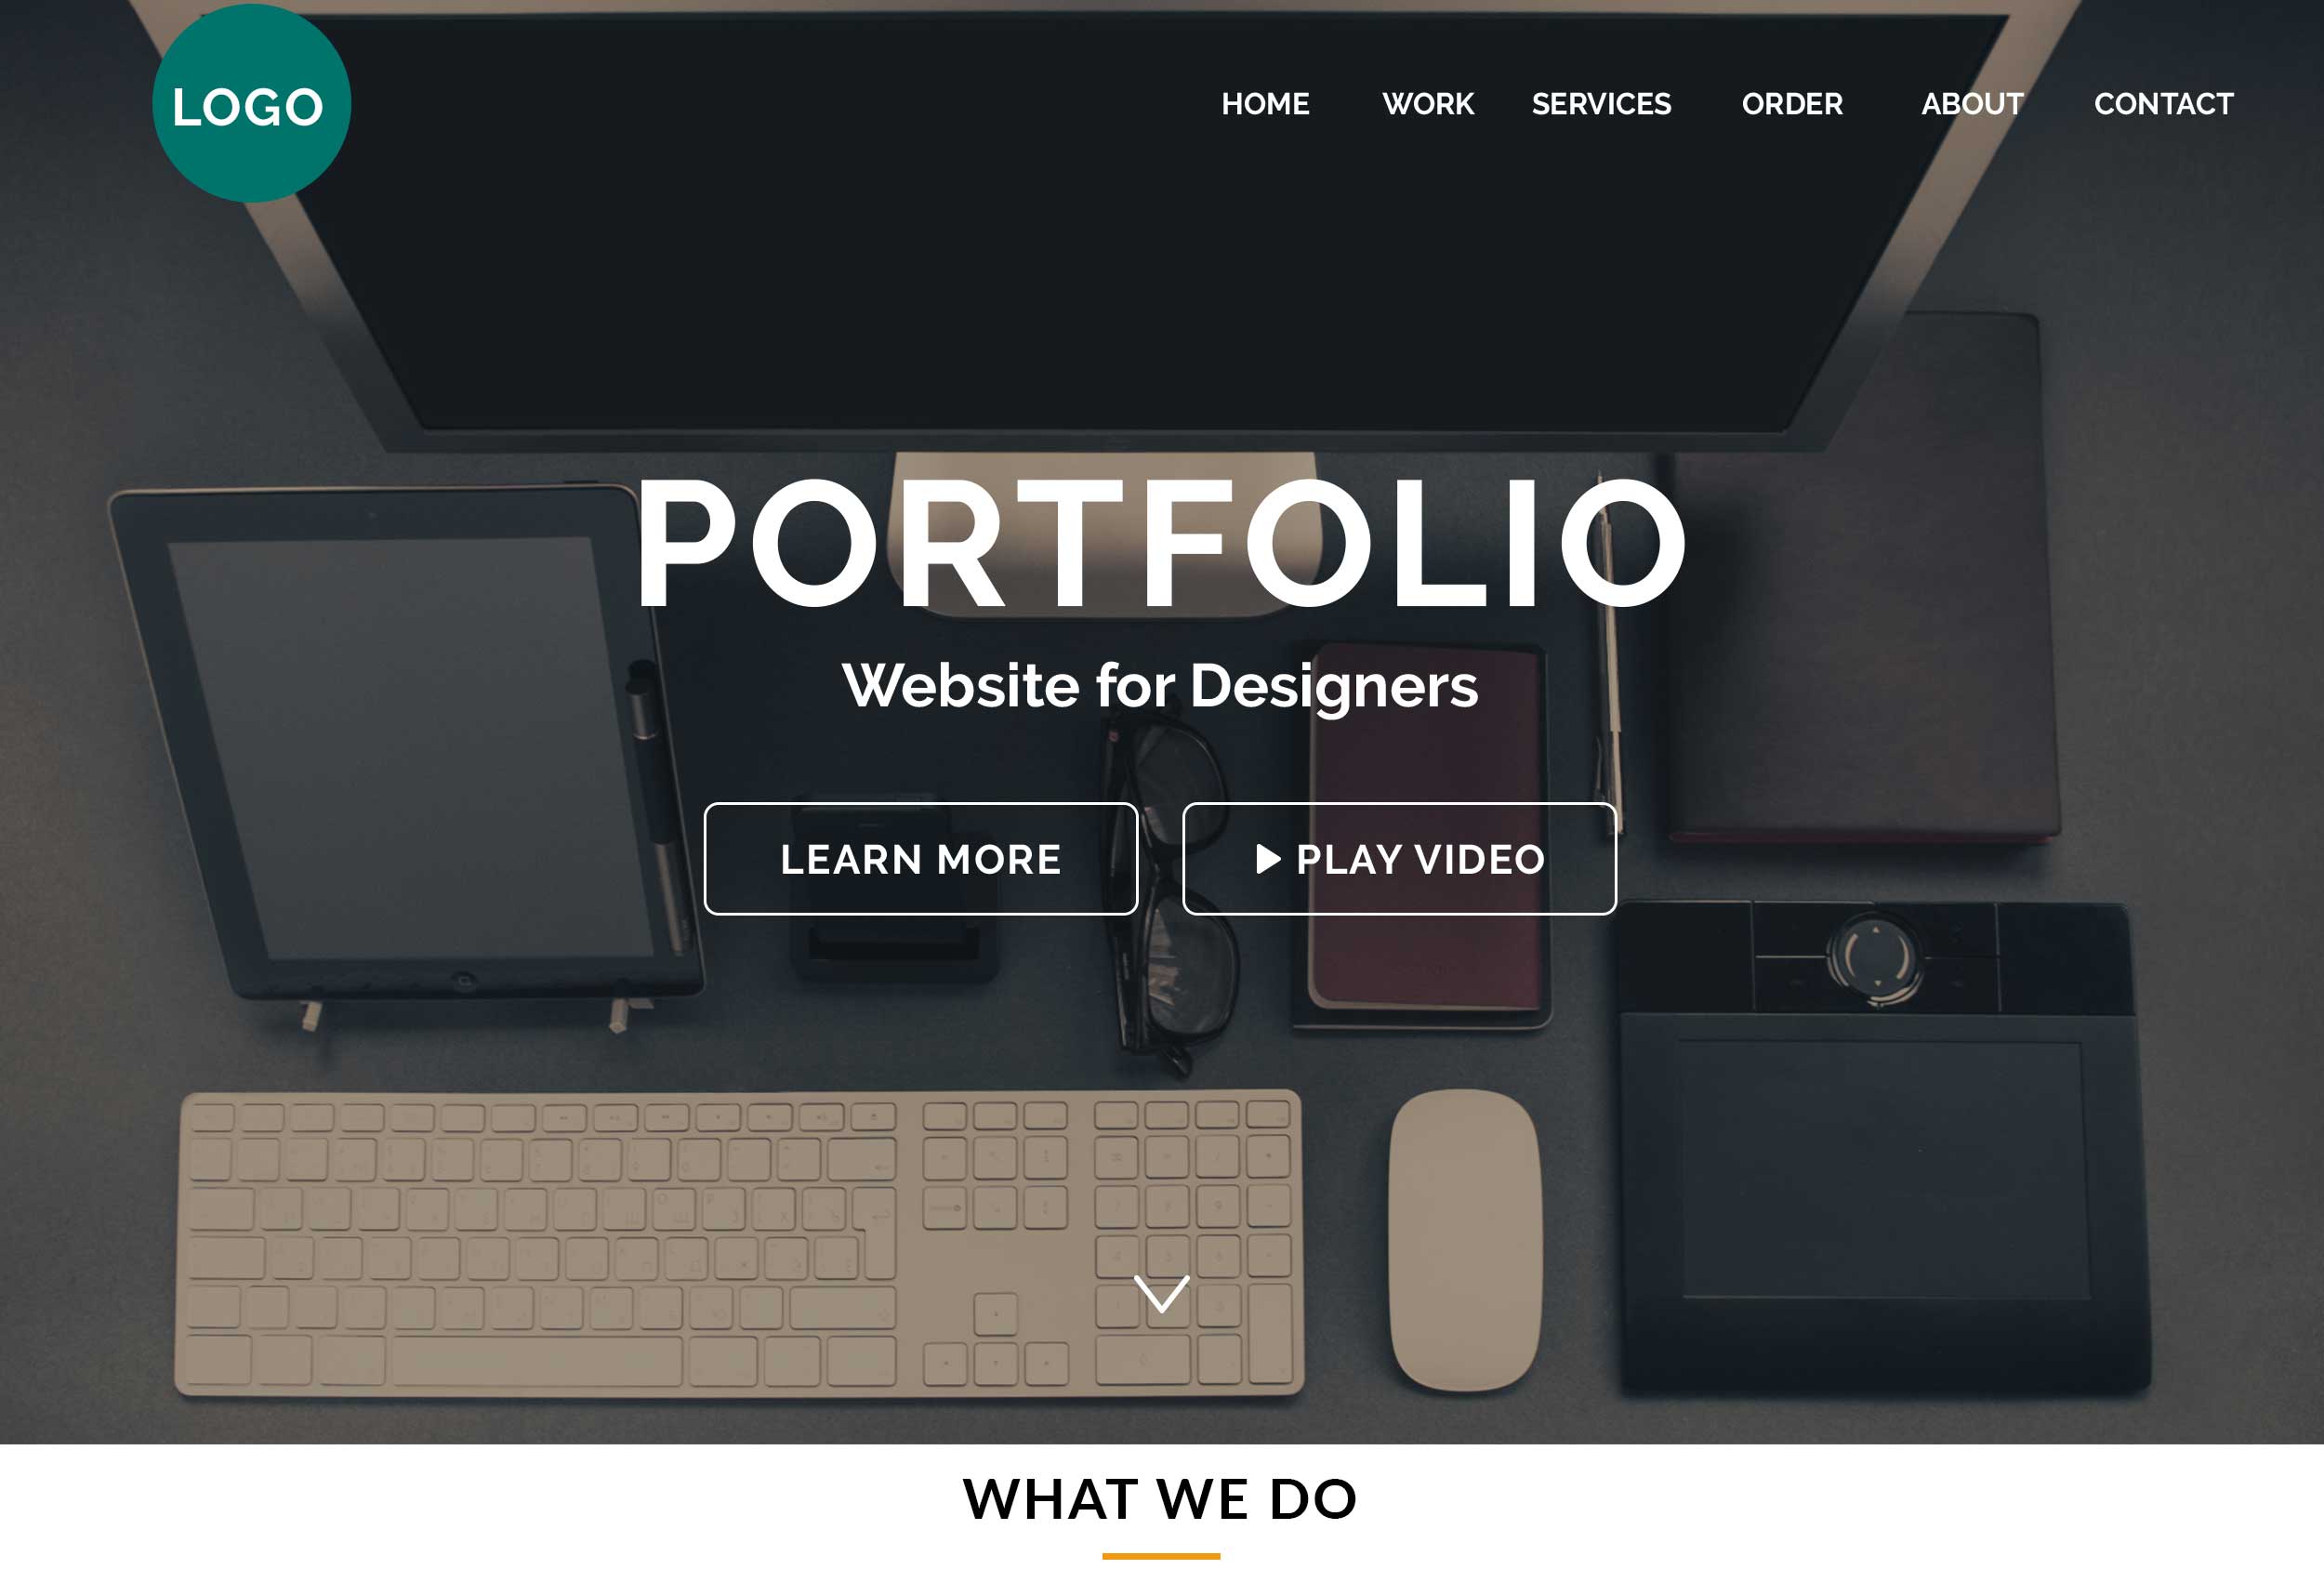 LOGO
HOME WORK SERVICES ORDER ABOUT CONTACT
PORTFOLIO
Website for Designers
LEARN MORE
PLAY VIDEO
WHAT WE DO